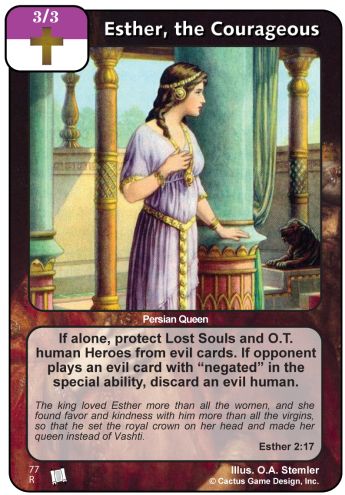 3/3
Esther, the Courageous
Persian Queen
If alone, protect Lost Souls and O.T.
human Heroes from evil cards. If opponent
plays an evil card with “negated” in the
special ability, discard an evil human.
The king loved Esther more than all the women, and she
found favor and kindness with him more than all the virgins,
so that he set the royal crown on her head and made her
queen instead of Vashti.
Esther 2:17
77
R
Illus. O.A. Stemler
© Cactus Game Design, Inc.